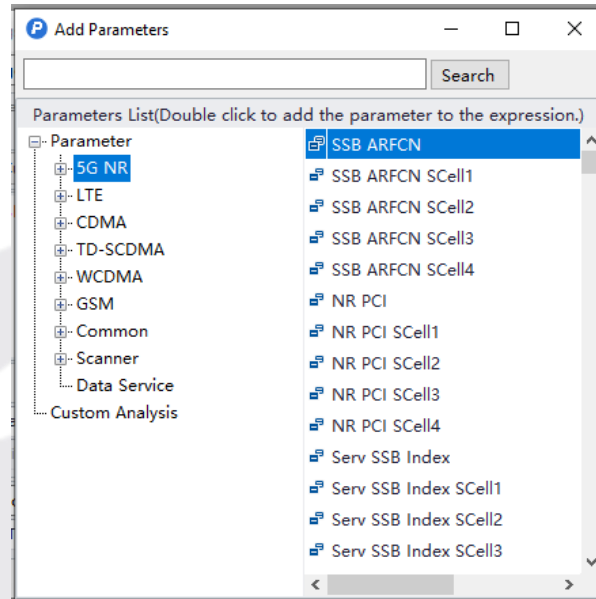 Add Parameters
Search
Parameters List(Double click to add the parameter to the expression.)
Parameter
5G NR
LTE
CDMA
TD-SCDMA
WCDMA
GSM
Common
Scanner
Data Service
Custom Analysis
SSB ARFCN
SSB ARFCN SCell1
SSB ARFCN SCell2
SSB ARFCN SCell3
SSB ARFCN SCell4
NR PCI
NR PCI SCell1
NR PCI SCell2
NR PCI SCell3
NR PCI SCell4
Serv SSB Index
Serv SSB Index SCell1
Serv SSB Index SCell2
Serv SSB Index SCell3